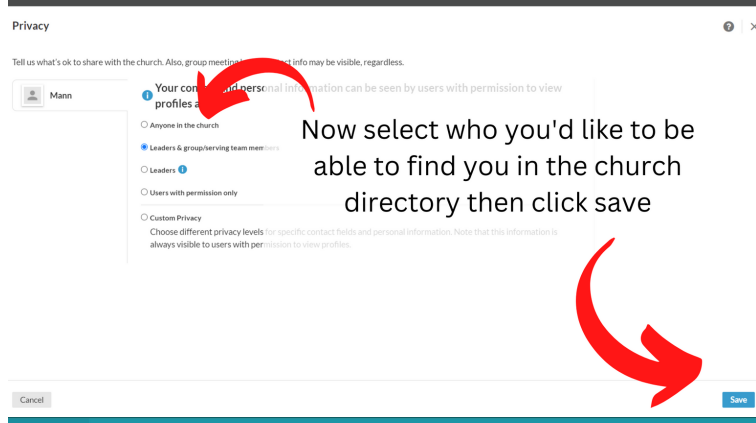 Privacy
Tell us what's ok to share with the church. Also, group meeting info may be visible, regardless.
Mann
Your personal information can be seen by users with permission to view
profiles
Anyone in the church
Leaders & group/serving team members
Leaders
Users with permission only
Custom Privacy
Choose different privacy levels for specific contact fields and personal information. Note that this information is
always visible to users with permission to view profiles.
Now select who you'd like to be
able to find you in the church
directory then click save
Cancel
Save